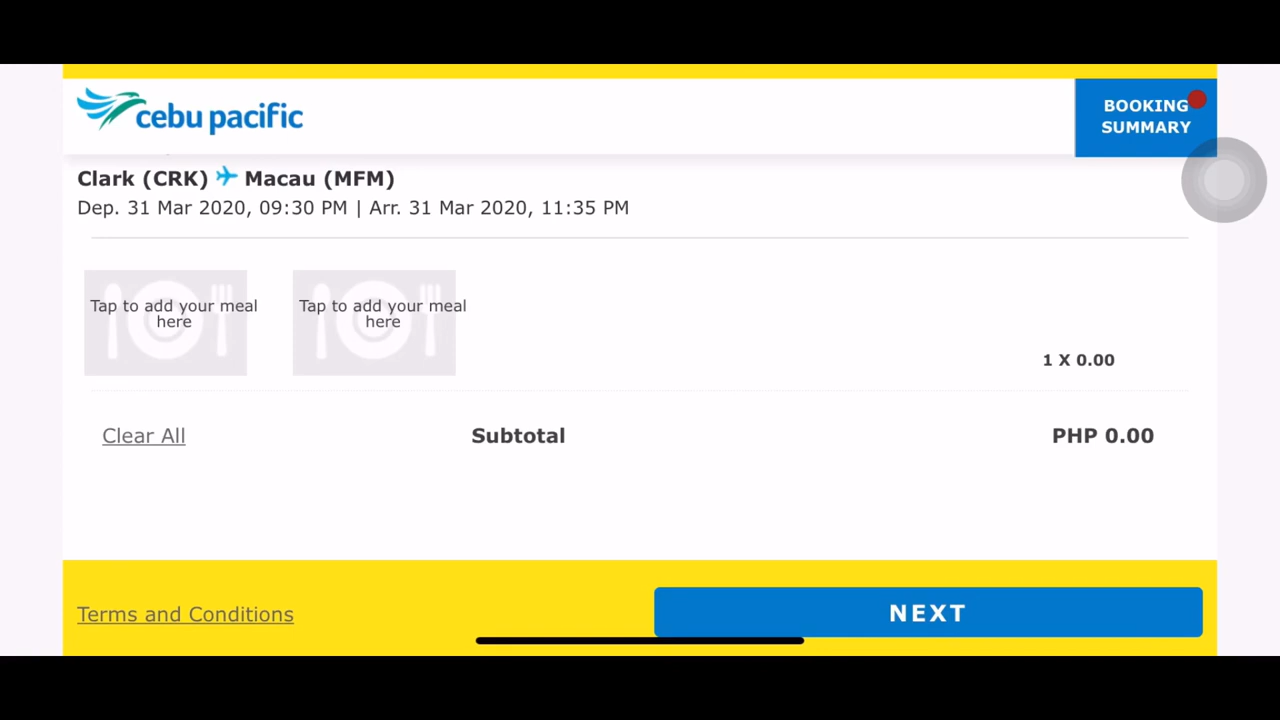 cebu pacific
BOOKING
SUMMARY
Clark (CRK) Macau (MFM)
Dep. 31 Mar 2020, 09:30 PM | Arr. 31 Mar 2020, 11:35 PM
Tap to add your meal
here
Tap to add your meal
here
1 X 0.00
Clear All Subtotal PHP 0.00
Terms and Conditions NEXT